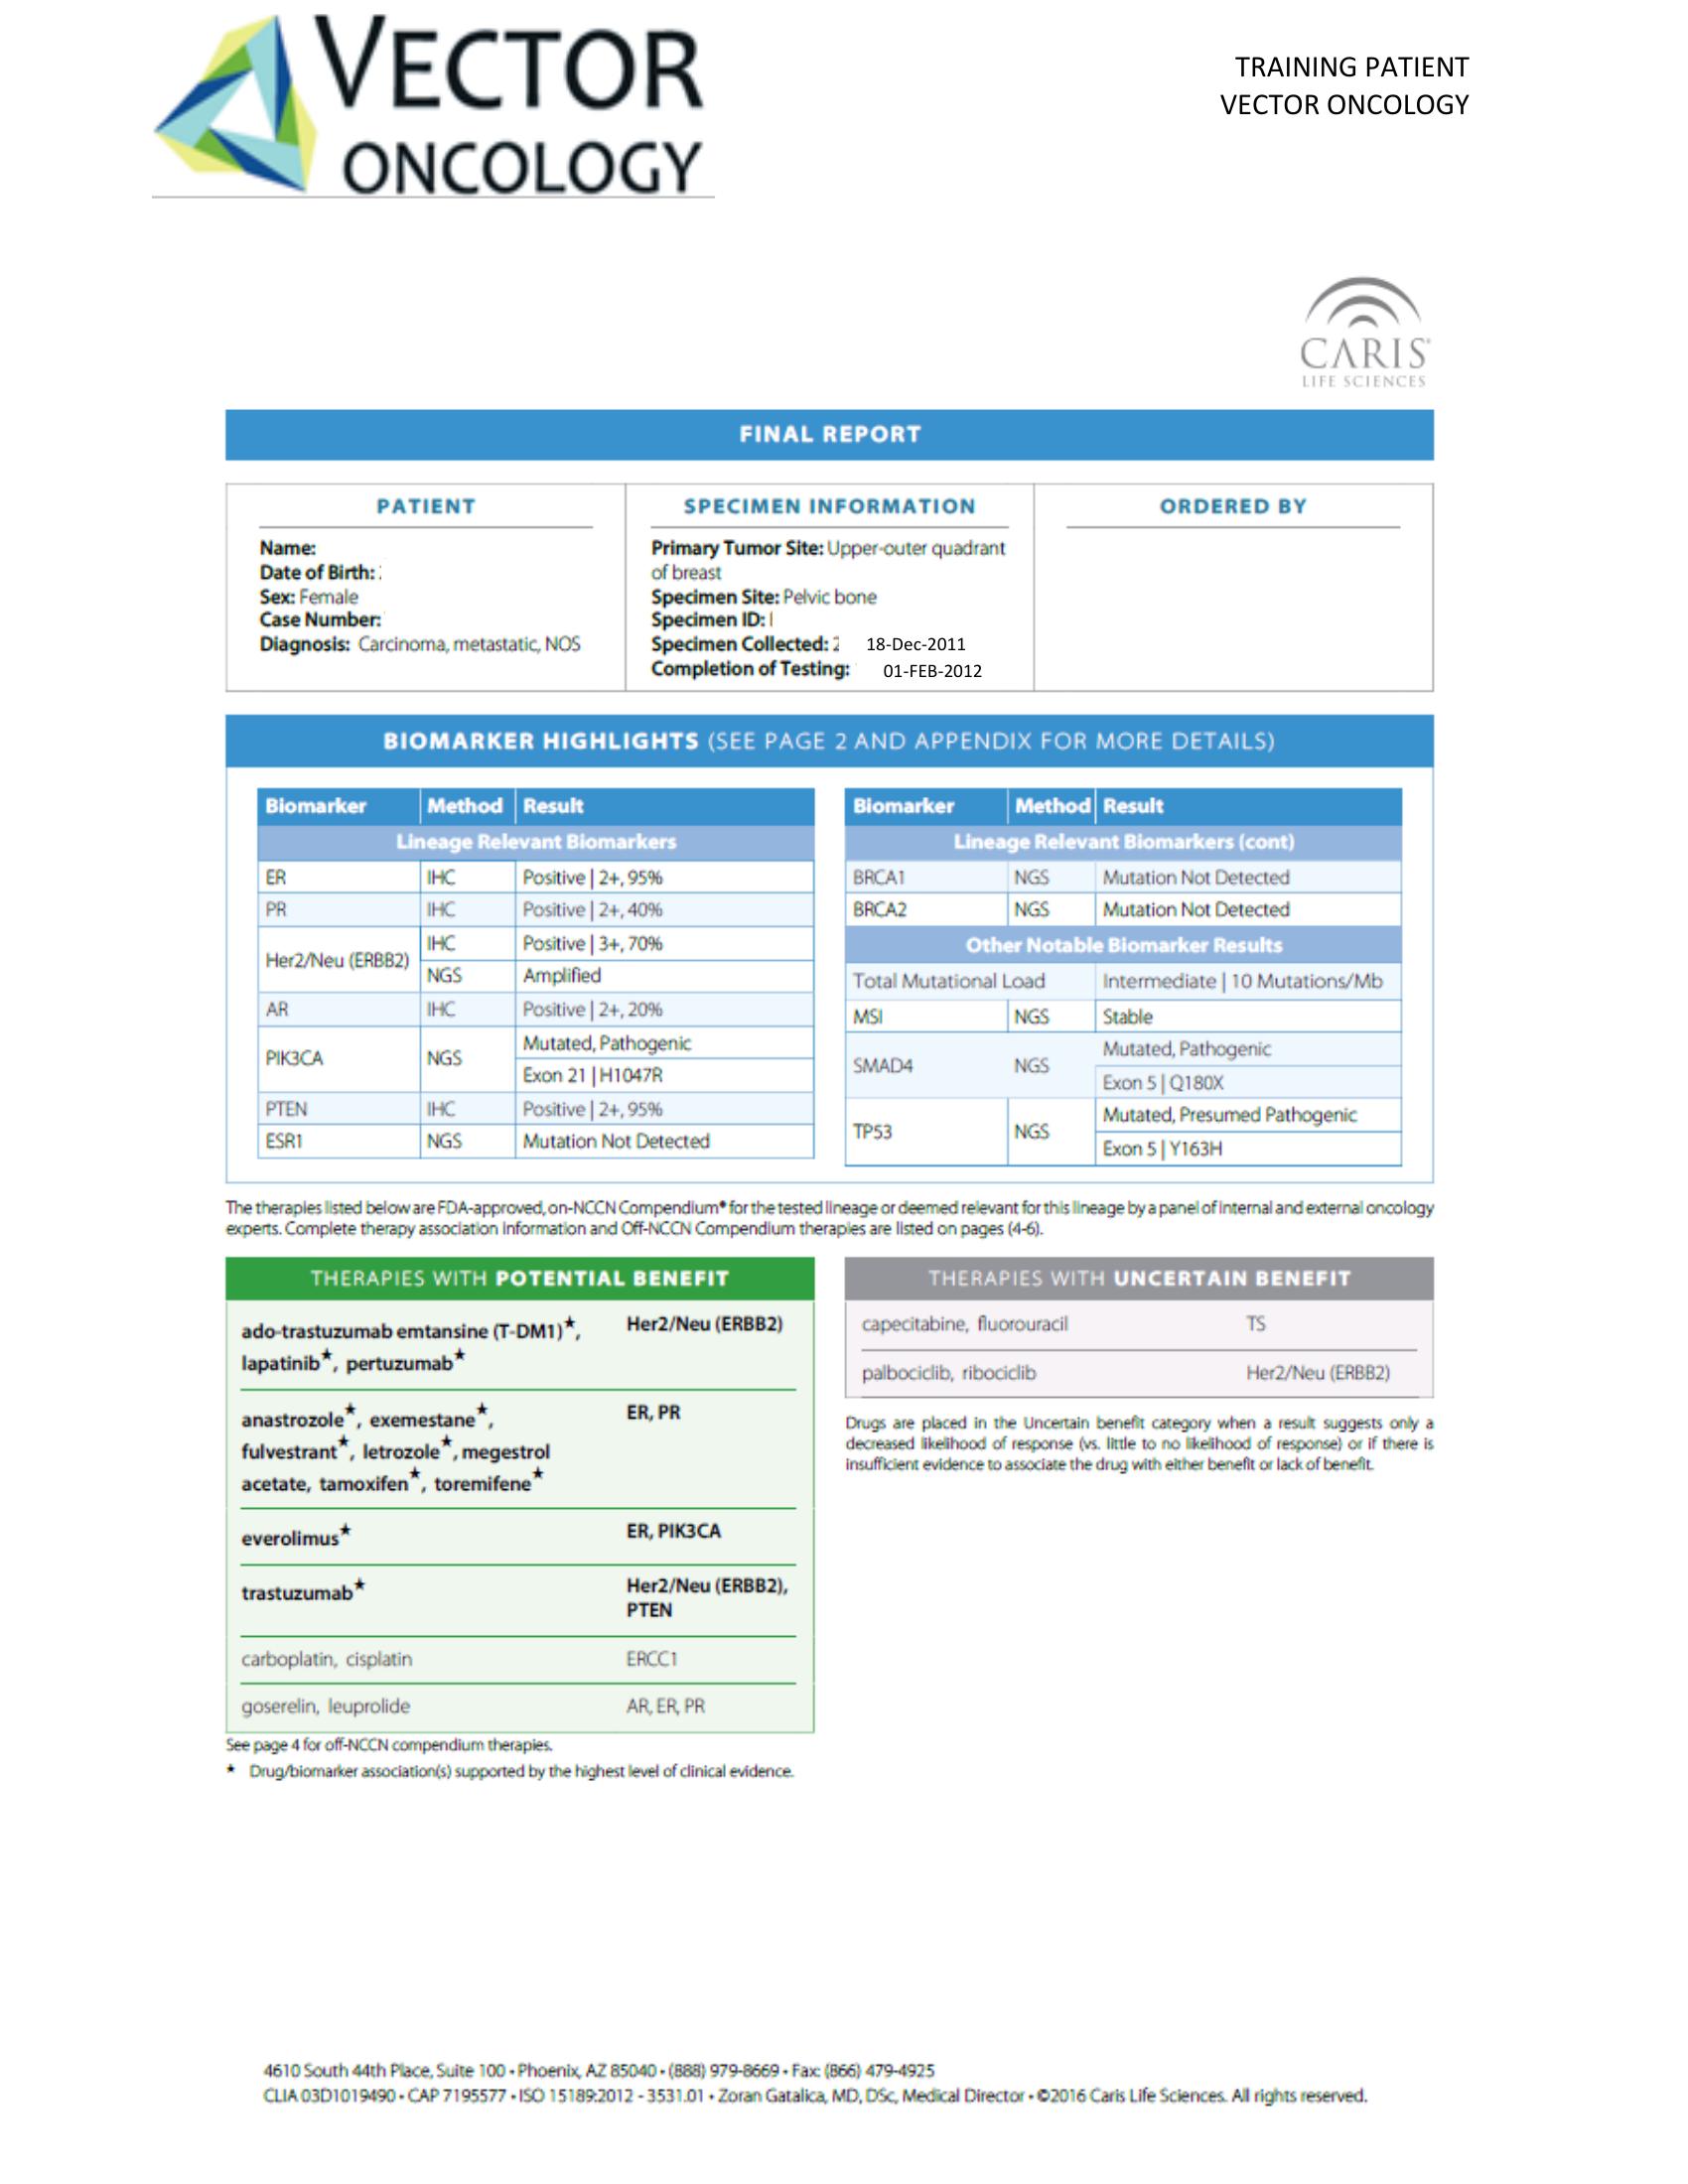 VECTOR
ONCOLOGY
TRAINING PATIENT
VECTOR ONCOLOGY
CARIS
LIFE SCIENCES
FINAL REPORT
PATIENT
Name:
Date of Birth:
Sex: Female
Case Number:
Diagnosis: Carcinoma, metastatic, NOS
SPECIMEN INFORMATION
Primary Tumor Site: Upper-outer quadrant
of breast
Specimen Site: Pelvic bone
Specimen ID:
Specimen Collected: 18-Dec-2011
Completion of Testing: 01-FEB-2012
ORDERED BY
BIOMARKER HIGHLIGHTS (SEE PAGE 2 AND APPENDIX FOR MORE DETAILS)
Biomarker Method Result
Lineage Relevant Biomarkers
ER IHC Positive | 2+, 95%
PR IHC Positive | 2+, 40%
Her2/Neu (ERBB2) IHC Positive | 3+, 70%
NGS Amplified
AR IHC Positive | 2+, 20%
PIK3CA NGS Mutated, Pathogenic
Exon 21 | H1047R
PTEN IHC Positive | 2+, 95%
ESR1 NGS Mutation Not Detected
Biomarker Method Result
Lineage Relevant Biomarkers (cont)
BRCA1 NGS Mutation Not Detected
BRCA2 NGS Mutation Not Detected
Other Notable Biomarker Results
Total Mutational Load Intermediate | 10 Mutations/Mb
MSI NGS Stable
SMAD4 NGS Mutated, Pathogenic
Exon 5 | Q180X
TP53 NGS Mutated, Presumed Pathogenic
Exon 5 | Y163H
The therapies listed below are FDA-approved, on-NCCN Compendium® for the tested lineage or deemed relevant for this lineage by a panel of internal and external oncology
experts. Complete therapy association information and Off-NCCN Compendium therapies are listed on pages (4-6).
THERAPIES WITH POTENTIAL BENEFIT
ado-trastuzumab emtansine (T-DM1)★, Her2/Neu (ERBB2)
lapatinib★, pertuzumab★
anastrozole★, exemestane★, ER, PR
fulvestrant★, letrozole★, megestrol
acetate, tamoxifen★, toremifene★
everolimus★ ER, PIK3CA
trastuzumab★ Her2/Neu (ERBB2),
PTEN
carboplatin, cisplatin ERCC1
goserelin, leuprolide AR, ER, PR
See page 4 for off-NCCN compendium therapies.
★ Drug/biomarker association(s) supported by the highest level of clinical evidence.
THERAPIES WITH UNCERTAIN BENEFIT
capecitabine, fluorouracil TS
palbociclib, ribociclib Her2/Neu (ERBB2)
Drugs are placed in the Uncertain benefit category when a result suggests only a
decreased likelihood of response (vs. little to no likelihood of response) or if there is
insufficient evidence to associate the drug with either benefit or lack of benefit.
4610 South 44th Place, Suite 100 • Phoenix, AZ 85040 • (888) 979-8669 • Fax: (866) 479-4925
CLIA 03D1019490 • CAP 7195577 • ISO 15189:2012 - 3531.01 • Zoran Gatalica, MD, DSc, Medical Director • ©2016 Caris Life Sciences. All rights reserved.